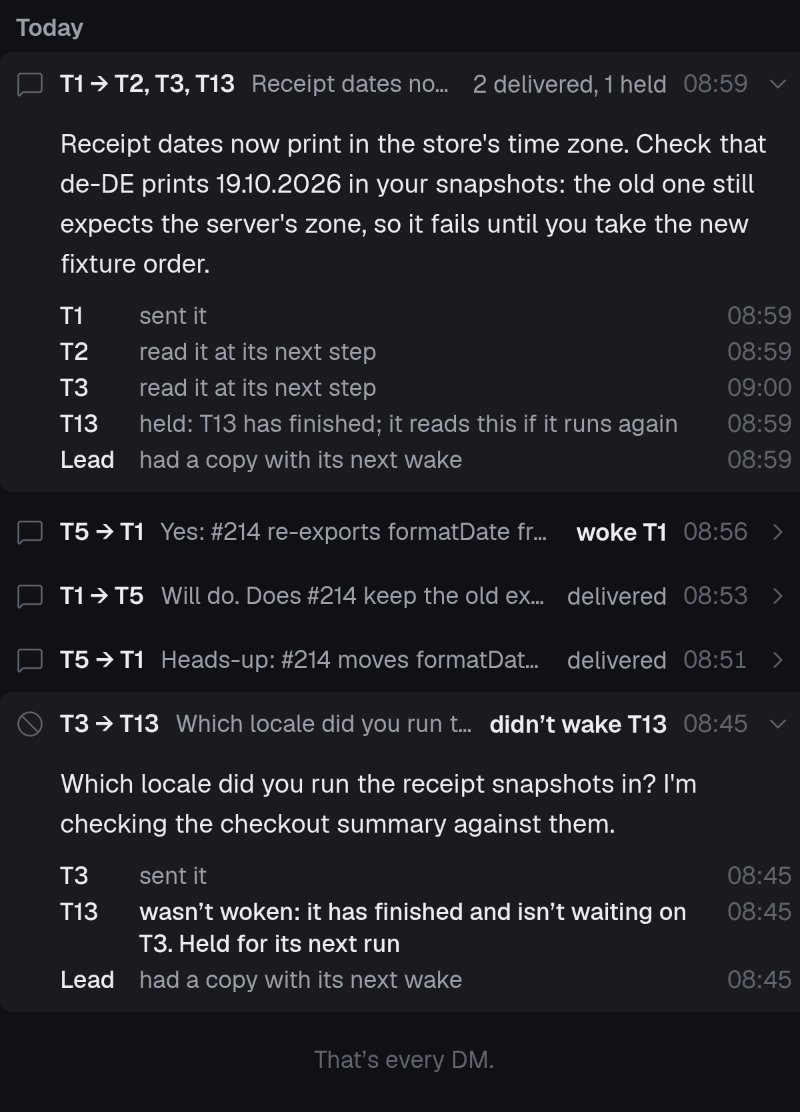 Today
T1 → T2, T3, T13 Receipt dates no... 2 delivered, 1 held 08:59
Receipt dates now print in the store's time zone. Check that
de-DE prints 19.10.2026 in your snapshots: the old one still
expects the server's zone, so it fails until you take the new
fixture order.
T1 sent it 08:59
T2 read it at its next step 08:59
T3 read it at its next step 09:00
T13 held: T13 has finished; it reads this if it runs again 08:59
Lead had a copy with its next wake 08:59
T5 → T1 Yes: #214 re-exports formatDate fr... woke T1 08:56
T1 → T5 Will do. Does #214 keep the old ex... delivered 08:53
T5 → T1 Heads-up: #214 moves formatDat... delivered 08:51
T3 → T13 Which locale did you run t... didn’t wake T13 08:45
Which locale did you run the receipt snapshots in? I'm
checking the checkout summary against them.
T3 sent it 08:45
T13 wasn’t woken: it has finished and isn’t waiting on 08:45
T3. Held for its next run
Lead had a copy with its next wake 08:45
That’s every DM.